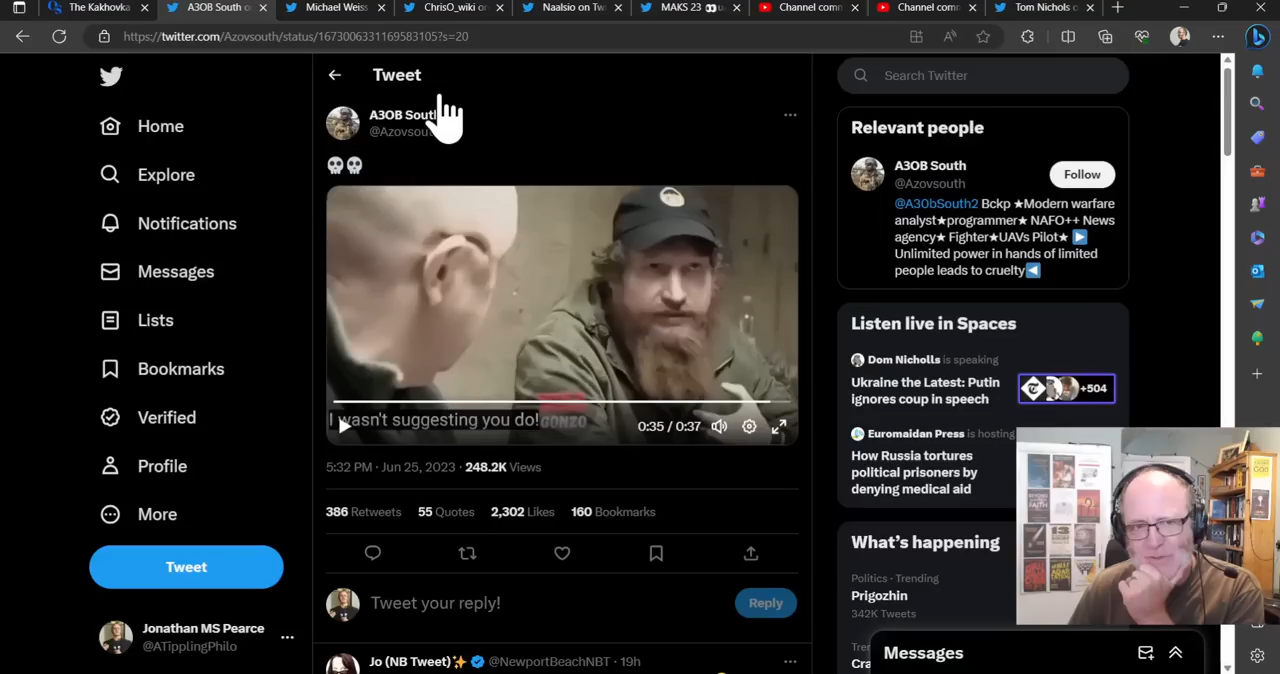 The Kakhovka
A3OB South o
Michael Weiss
ChrisO_wiki o
Naalsio on Tw
MAKS 23
Channel com
Channel com
Tom Nichols o
https://twitter.com/Azovsouth/status/1673006331169583105?s=20
Home
Explore
Notifications
Messages
Lists
Bookmarks
Verified
Profile
More
Tweet
Jonathan MS Pearce
@ATipplingPhilo
Tweet
A3OB South
@Azovsou
I wasn't suggesting you do!
GONZO
0:35 / 0:37
5:32 PM · Jun 25, 2023 · 248.2K Views
386 Retweets 55 Quotes 2,302 Likes 160 Bookmarks
Tweet your reply!
Reply
Jo (NB Tweet) @NewportBeachNBT · 19h
Search Twitter
Relevant people
A3OB South
@Azovsouth
Follow
@A30bSouth2 Bckp ★Modern warfare
analyst★programmer★ NAFO++ News
agency★ Fighter★UAVs Pilot★
Unlimited power in hands of limited
people leads to cruelty
Listen live in Spaces
Dom Nicholls is speaking
Ukraine the Latest: Putin
ignores coup in speech
+504
Euromaidan Press is hosting
How Russia tortures
political prisoners by
denying medical aid
What's happening
Politics · Trending
Prigozhin
342K Tweets
Messages